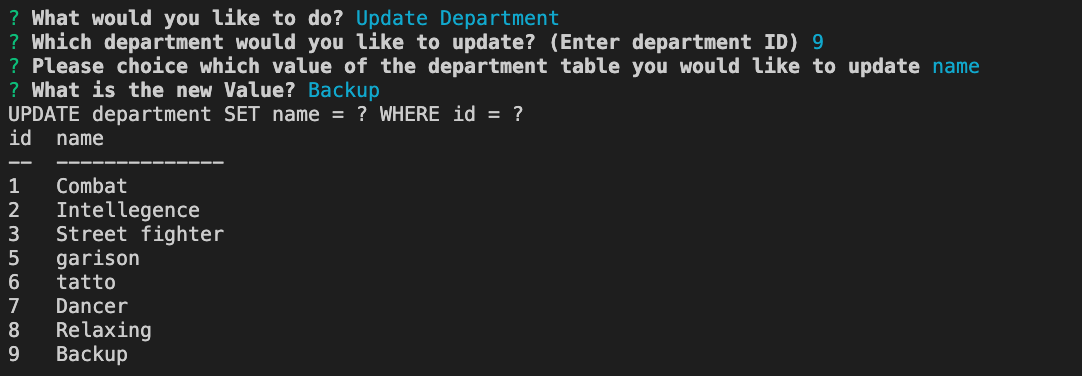 ? What would you like to do? Update Department
? Which department would you like to update? (Enter department ID) 9
? Please choice which value of the department table you would like to update name
? What is the new Value? Backup
UPDATE department SET name = ? WHERE id = ?
id  name
--  --------------
1   Combat
2   Intellegence
3   Street fighter
5   garison
6   tatto
7   Dancer
8   Relaxing
9   Backup